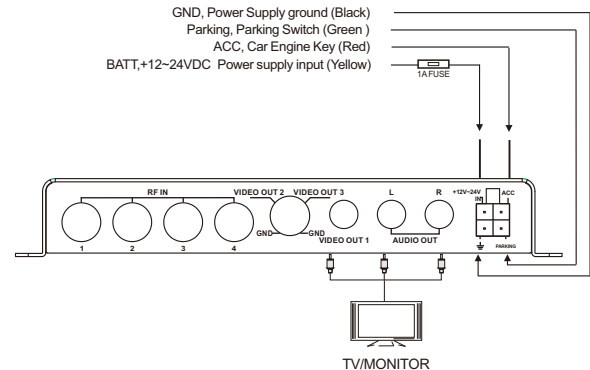 GND, Power Supply ground (Black)
Parking, Parking Switch (Green )
ACC, Car Engine Key (Red)
BATT,+12~24VDC Power supply input (Yellow)
1A FUSE
RF IN
VIDEO OUT 2 VIDEO OUT 3
L
R
+12V~24V
IN
ACC
GND
GND
1
2
3
4
VIDEO OUT 1
AUDIO OUT
PARKING
TV/MONITOR